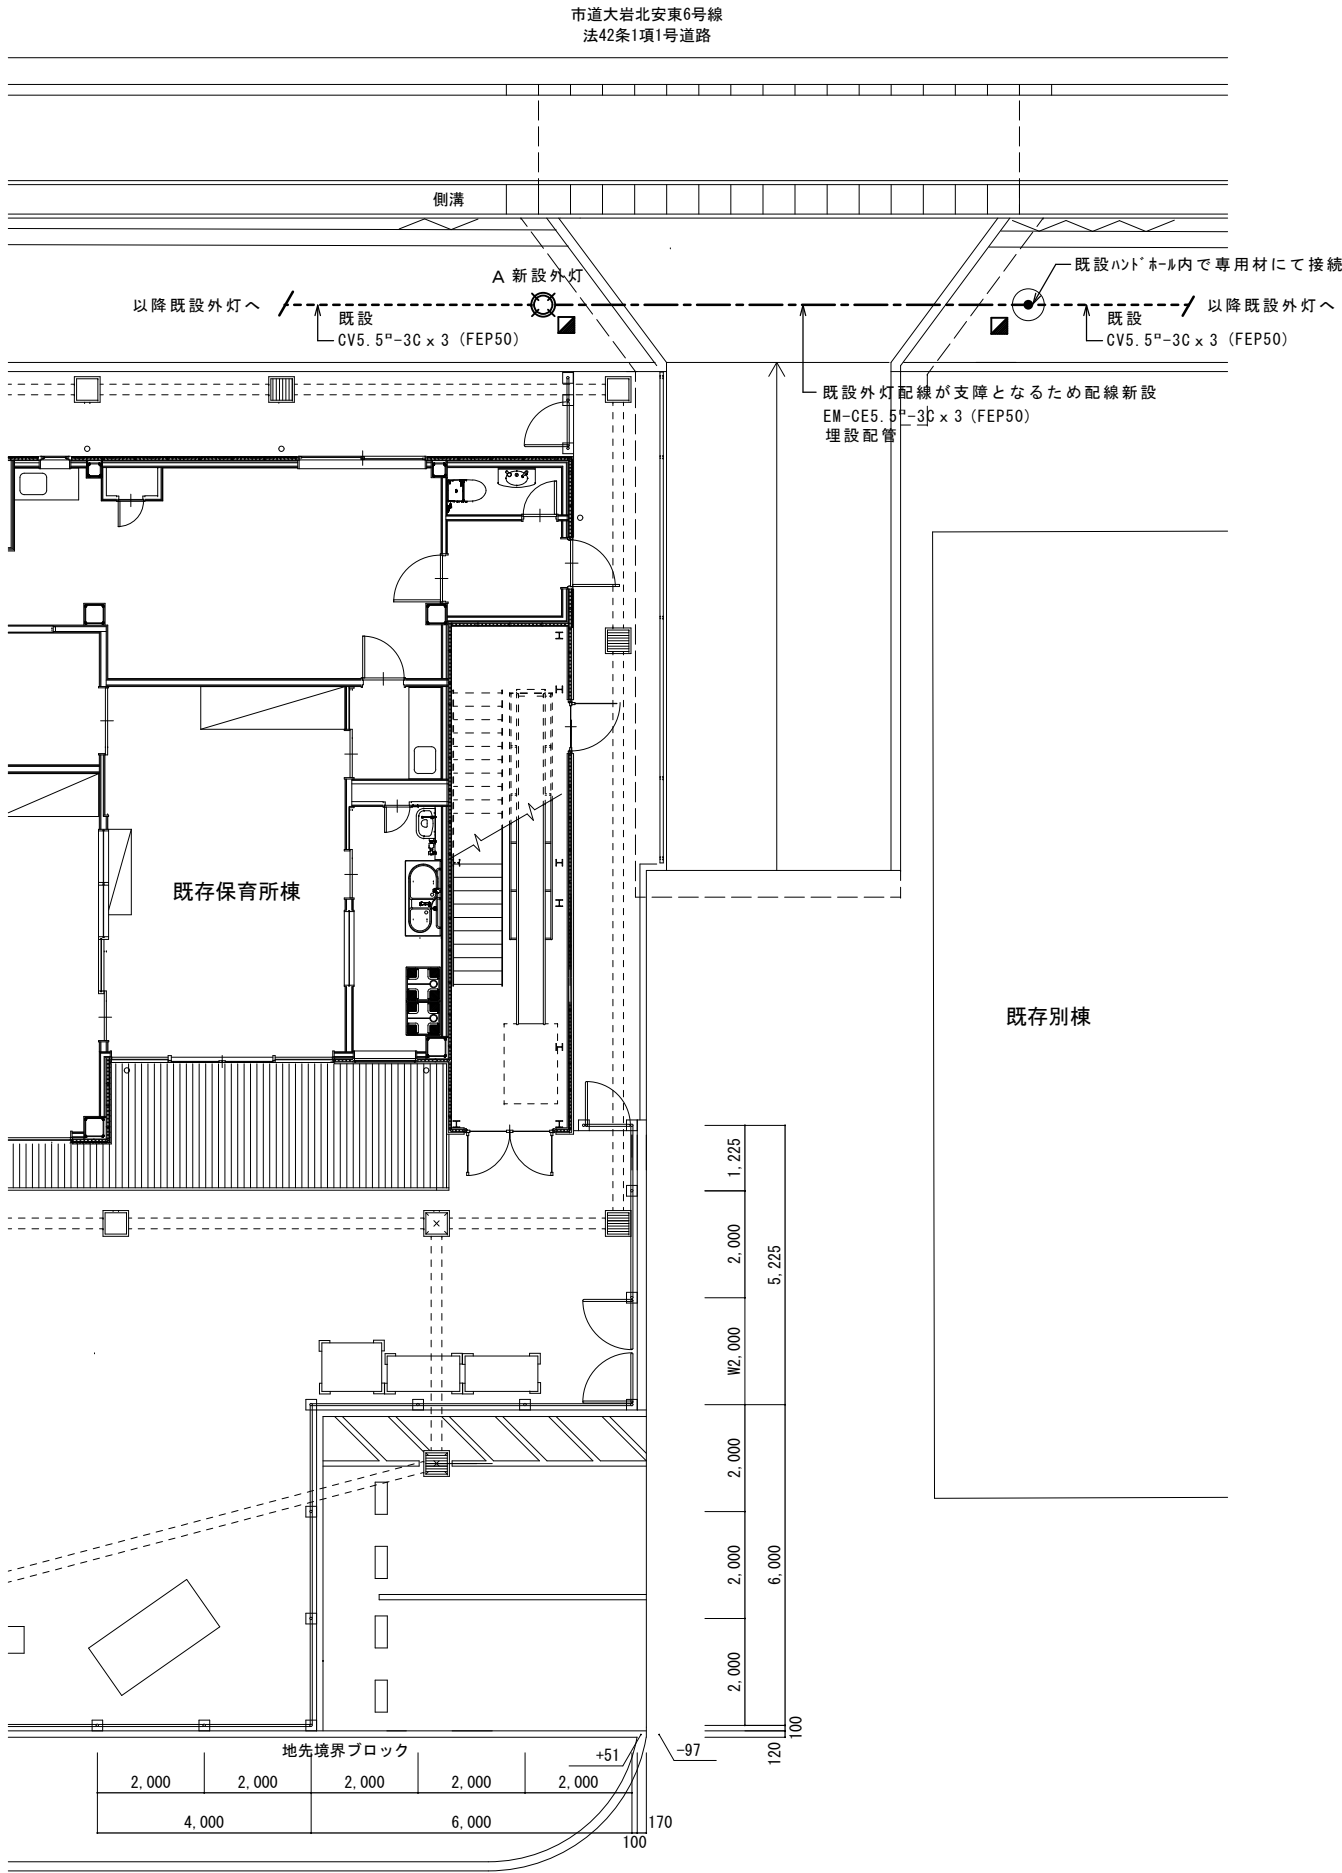 市道大岩北安東6号線
法42条1項1号道路
側溝
A 新設外灯
既設ﾊﾝﾄﾞﾎｰﾙ内で専用材にて接続
以降既設外灯へ
以降既設外灯へ
既設
CV5.5□-3C x 3 (FEP50)
既設
CV5.5□-3C x 3 (FEP50)
既設外灯配線が支障となるため配線新設
EM-CE5.5□-3C x 3 (FEP50)
埋設配管
既存保育所棟
既存別棟
1,225
2,000
5,225
W2,000
2,000
2,000
6,000
2,000
100
120
地先境界ブロック
+51
-97
2,000
2,000
2,000
2,000
2,000
4,000
6,000
170
100